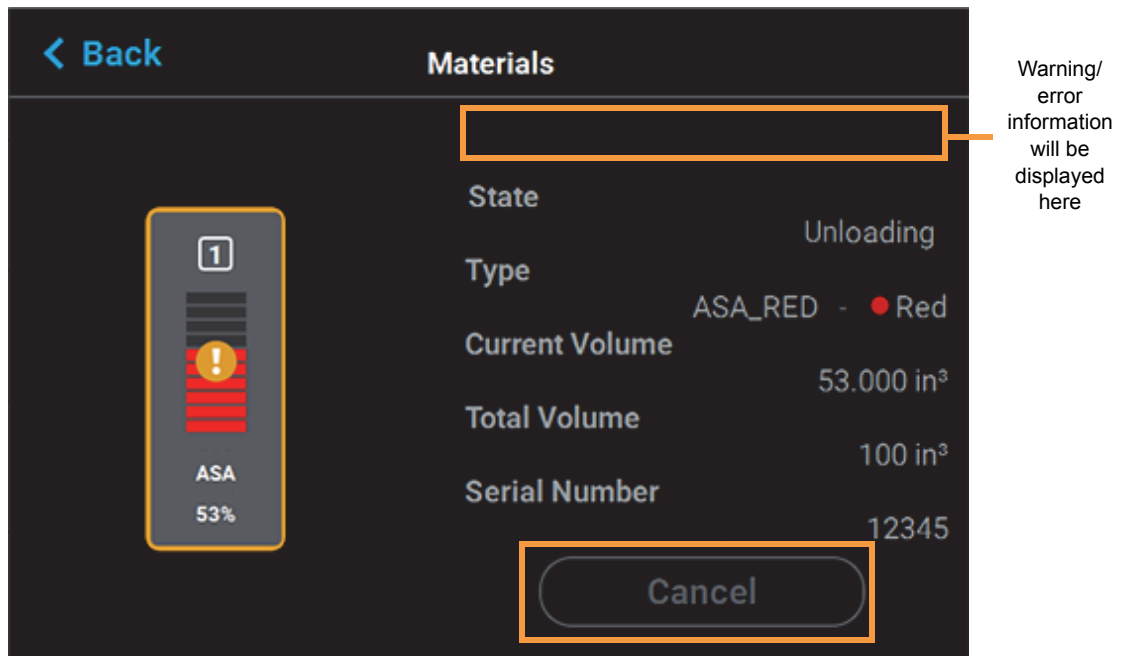 Back
Materials
Warning/
error
information
will be
displayed
here
State
Unloading
1
Type
ASA_RED - Red
!
Current Volume
53.000 in³
Total Volume
100 in³
ASA
Serial Number
53%
12345
Cancel